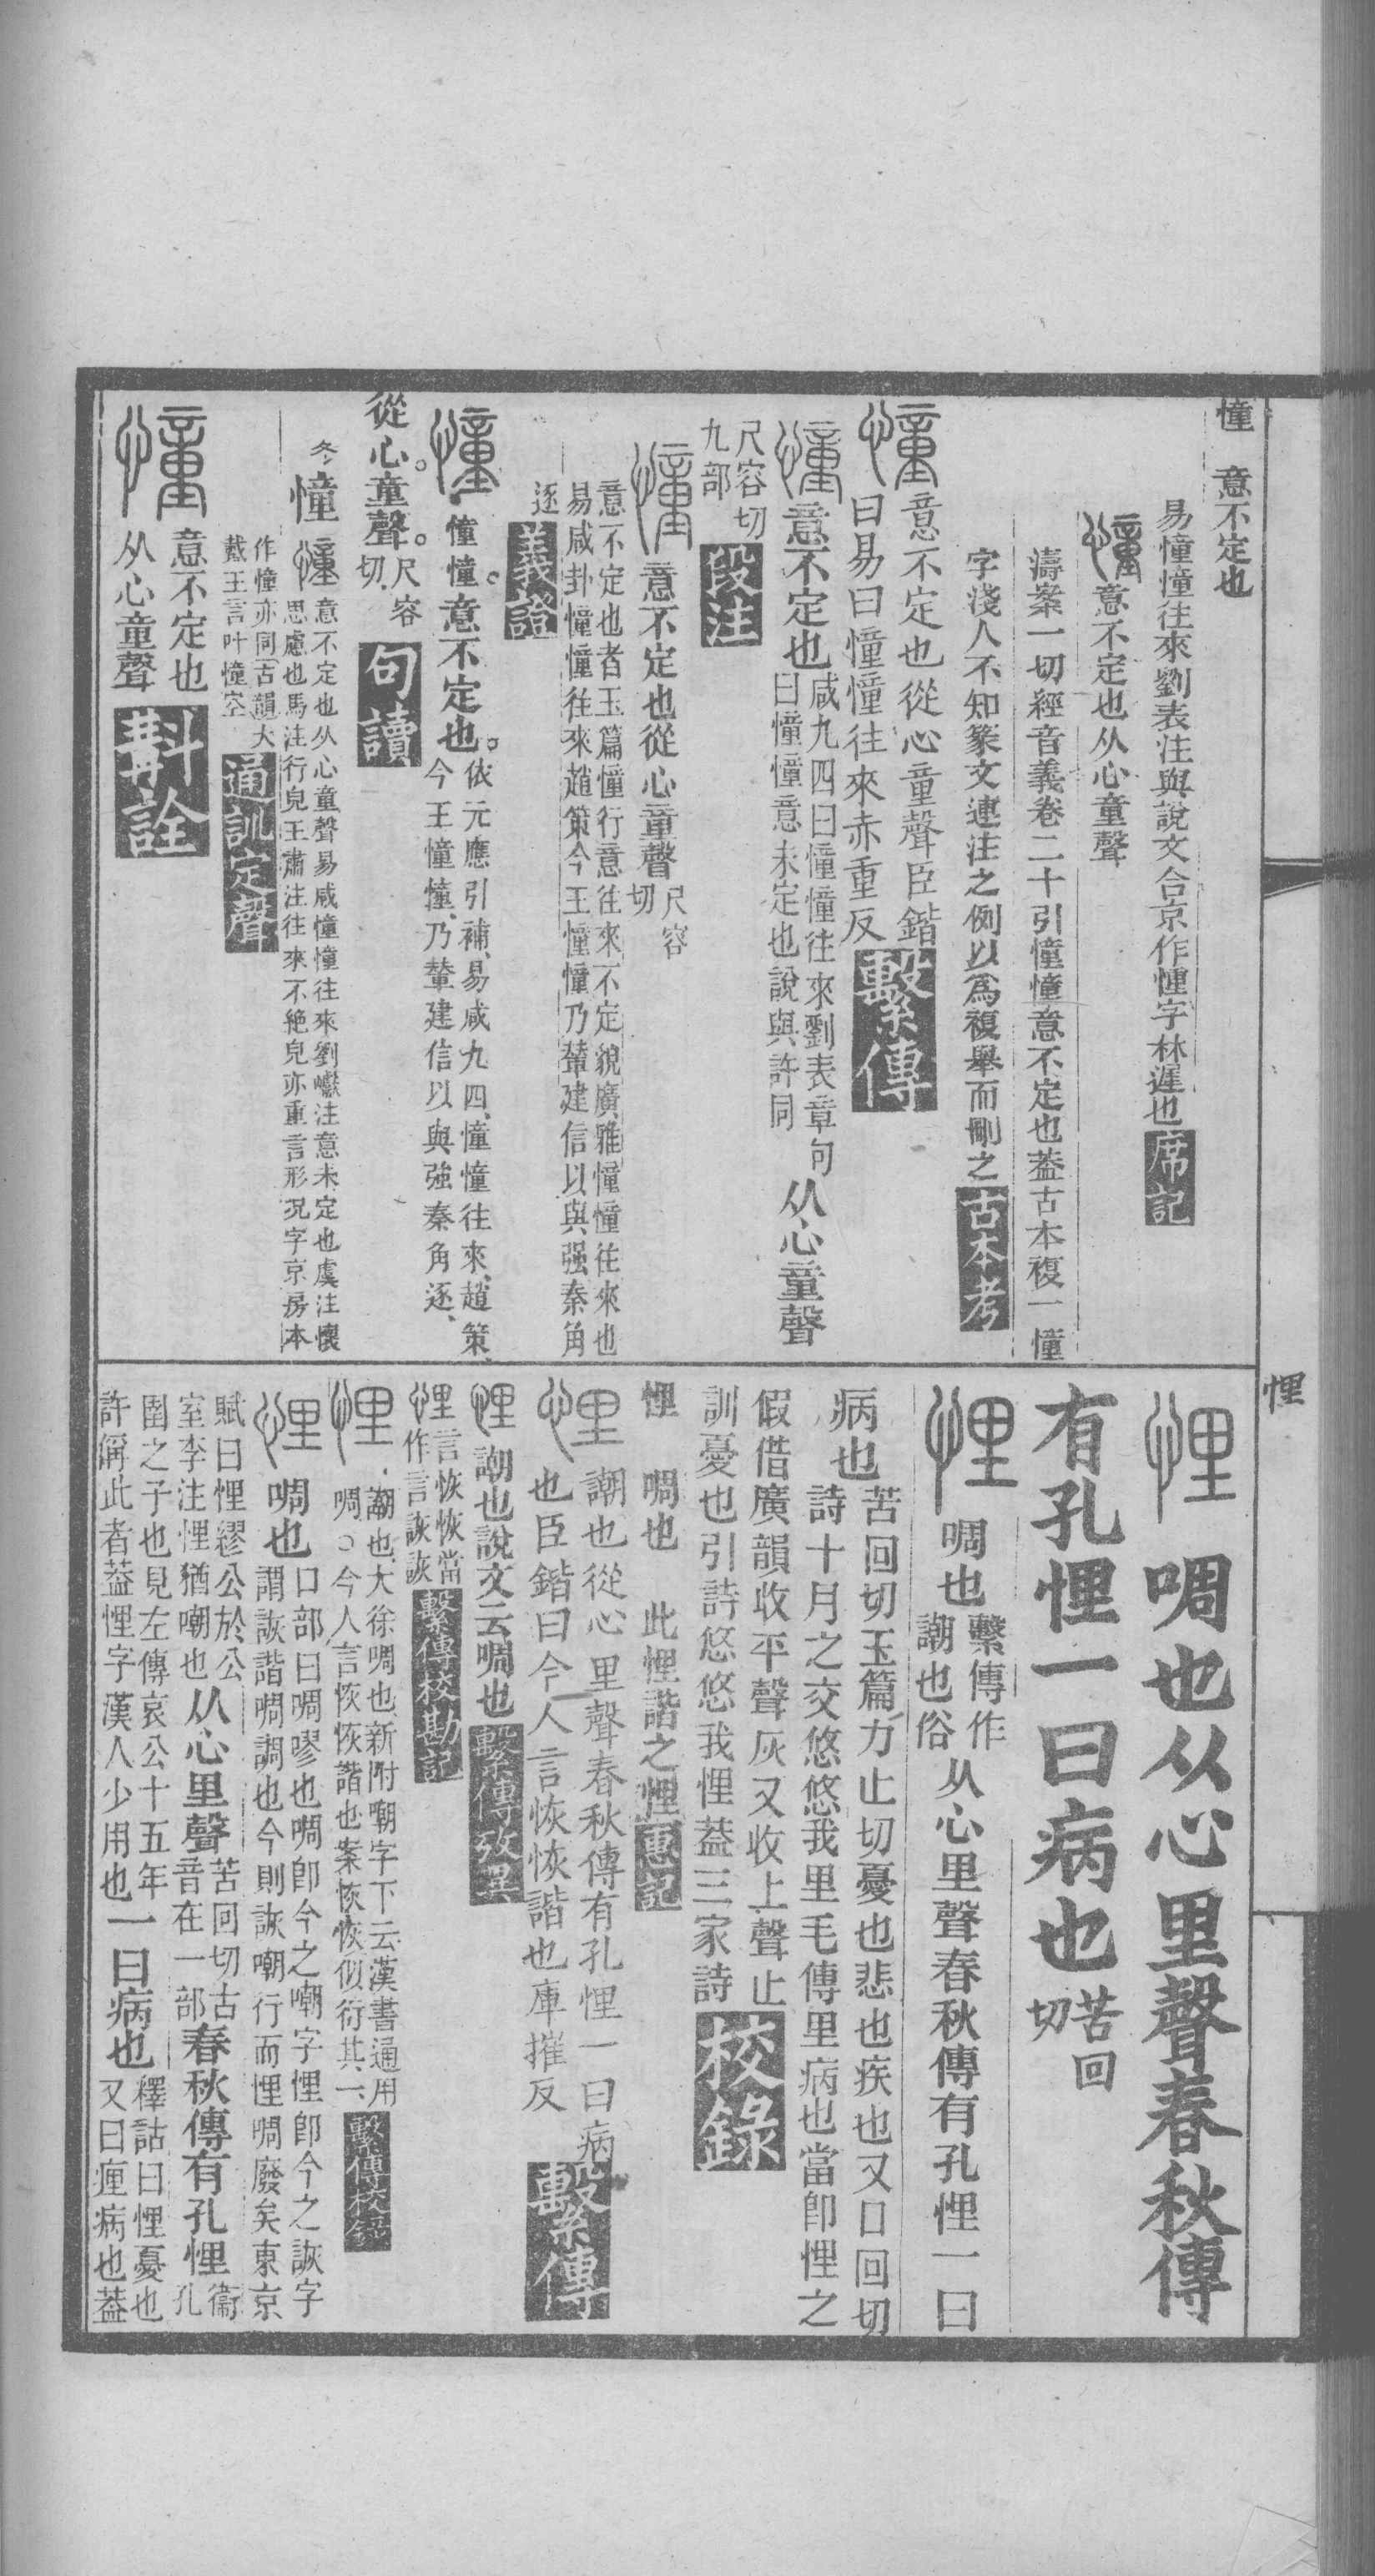 憧　意不定也
易憧憧往來劉表注與說文合京作㥧字林遲也席記
憧意不定也从心童聲
濤案一切經音義卷二十引憧憧意不定也葢古本複一憧
字淺人不知篆文連注之例以爲複舉而刪之古本考
憧意不定也從心童聲臣鍇
曰易曰憧憧往來赤重反繫傳
憧意不定也咸九四曰憧憧往來劉表章句
曰憧憧意未定也說與許同从心童聲
尺容切
九部段注
憧意不定也從心童聲尺容
切
意不定也者玉篇憧行意往來不定貌廣雅憧憧往來也
易咸卦憧憧往來趙策今王憧憧乃輦建信以與强秦角
逐義證
憧憧憧。意不定也。依元應引補、易咸九四、憧憧往來、趙策、
今王憧憧、乃輦建信以與強秦角逐、
從心。童聲。尺容
切、句讀
冬憧憧意不定也从心童聲易咸憧憧往來劉巘注意未定也虞注懷
思慮也馬注行皃王肅注往來不絶皃亦重言形況字京房本
作憧亦同古韻大
戴王言叶憧空通訓定聲
憧意不定也
从心童聲斠詮
悝
悝啁也从心里聲春秋傳
有孔悝一曰病也苦回
切
悝啁也繫傳作
謿也俗从心里聲春秋傳有孔悝一曰
病也苦回切玉篇力止切憂也悲也疾也又口回切
詩十月之交悠悠我里毛傳里病也當卽悝之
假借廣韻收平聲灰又收上聲止
訓憂也引詩悠悠我悝葢三家詩校錄
悝　啁也　此悝諧之悝惠記
悝謿也從心里聲春秋傳有孔悝一曰病
也臣鍇曰今人言恢恢諧也庫摧反繫傳
悝謿也說文云啁也繫傳攷異
悝言恢恢當
作言詼詼繫傳校勘記
悝、謿也、大徐啁也、新附嘲字下云漢書通用
啁○今人言恢恢諧也案恢恢似衍其一、繫傳校錄
悝啁也口部曰啁嘐也啁卽今之嘲字悝卽今之詼字
謂詼諧啁調也今則詼嘲行而悝啁廢矣東京
賦曰悝繆公於公
室李注悝猶嘲也从心里聲苦回切古
音在一部春秋傳有孔悝衞孔
圉之子也見左傳哀公十五年
許偁此者葢悝字漢人少用也一曰病也釋詁曰悝憂也
又曰瘽病也葢